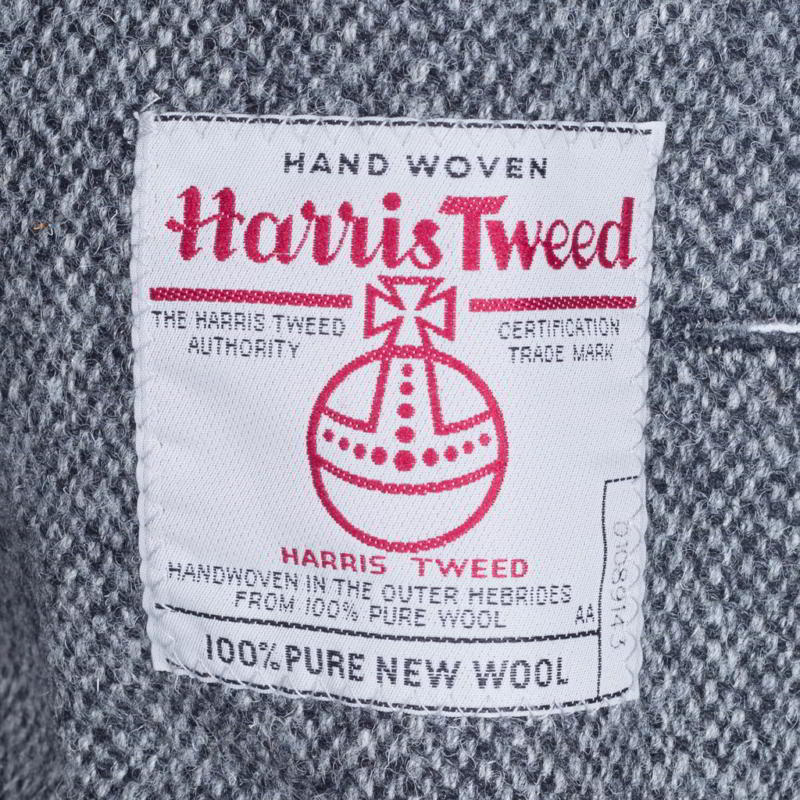 HAND WOVEN
Harris Tweed
THE HARRIS TWEED
AUTHORITY
CERTIFICATION
TRADE MARK
HARRIS TWEED
HANDWOVEN IN THE OUTER HEBRIDES
FROM 100% PURE WOOL
AA
01089143
100% PURE NEW WOOL